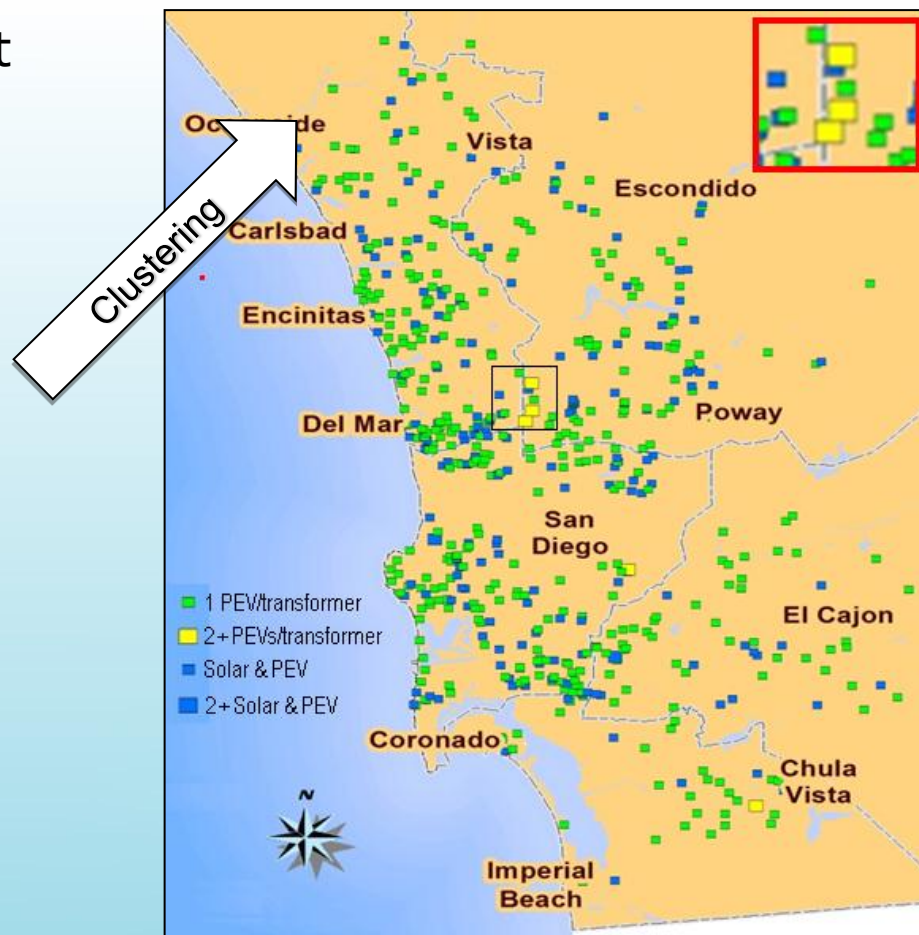 t
Vista
Escondido
Carlsbad
Clustering
Encinitas
Del Mar
Poway
San
Diego
1 PEV/transformer
2+PEVs/transformer
Solar & PEV
2+Solar & PEV
El Cajon
Coronado
Chula
Vista
N
Imperial
Beach